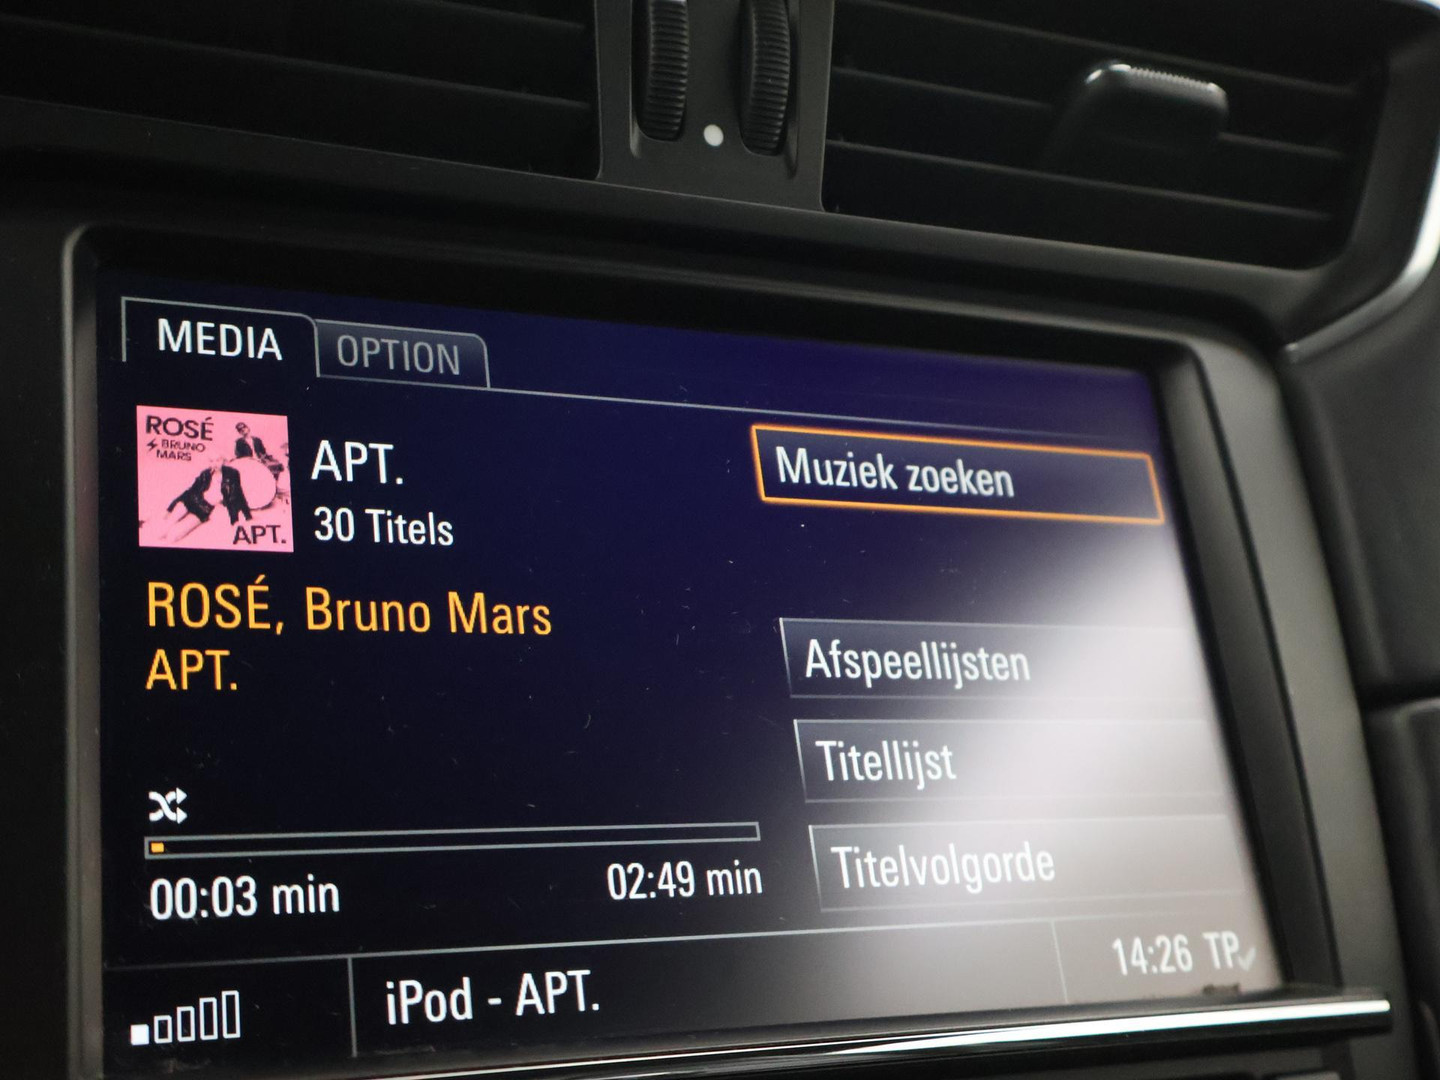 MEDIA
OPTION
ROSÉ
BRUNO
MARS
APT.
APT.
30 Titels
ROSÉ, Bruno Mars
APT.
00:03 min
02:49 min
Muziek zoeken
Afspeellijsten
Titellijst
Titelvolgorde
iPod - APT.
14:26 TP